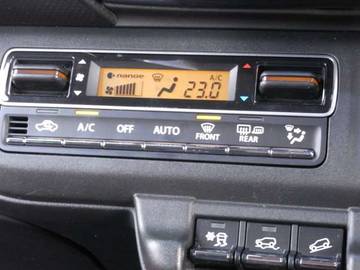 nanoe A/C
23.0
A/C OFF AUTO FRONT REAR